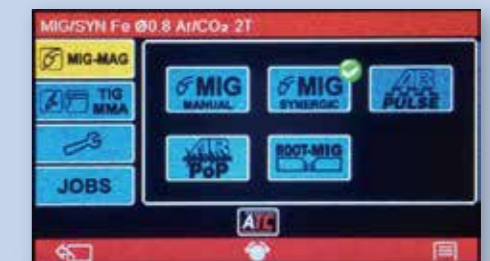 MIG/SYN Fe Ø0.8 Ar/CO₂ 2T
MIG-MAG
TIG
MMA
JOBS
MIG
MANUAL
MIG
SYNERGIC
PULSE
PoP
ROOT-MIG
ATC